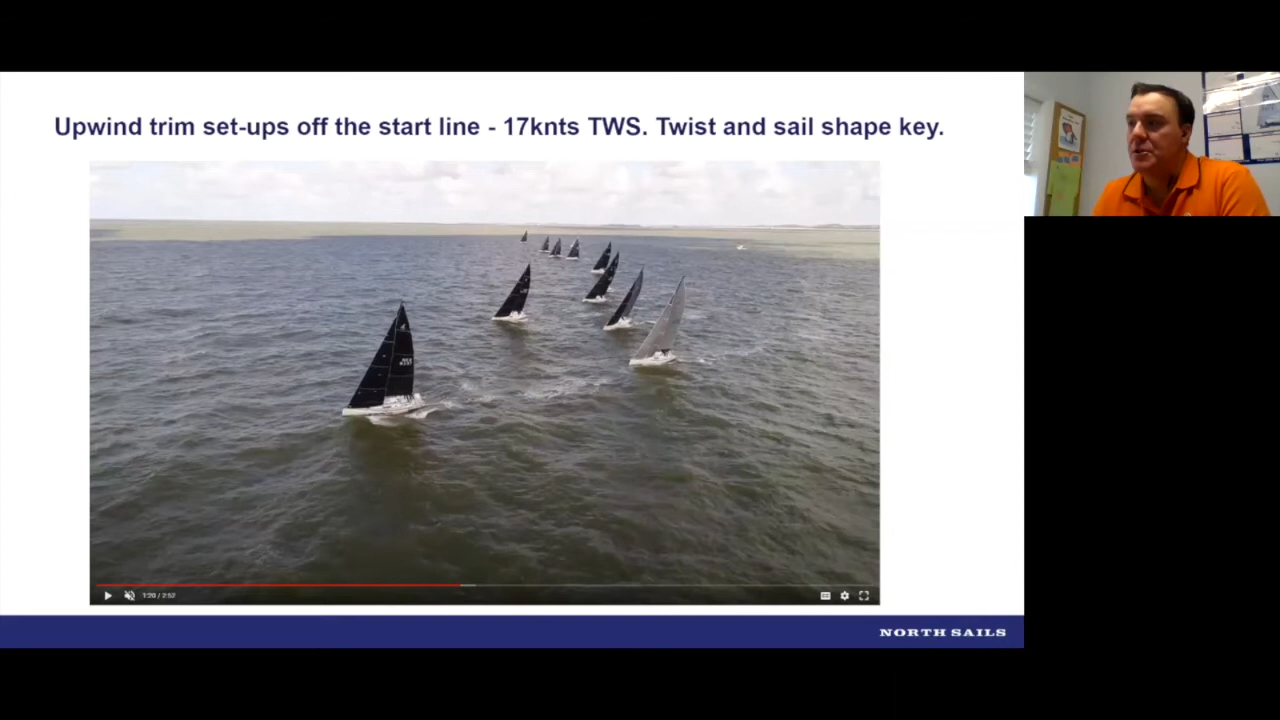 Upwind trim set-ups off the start line - 17knts TWS. Twist and sail shape key.
1:20 / 2:52
NORTH SAILS